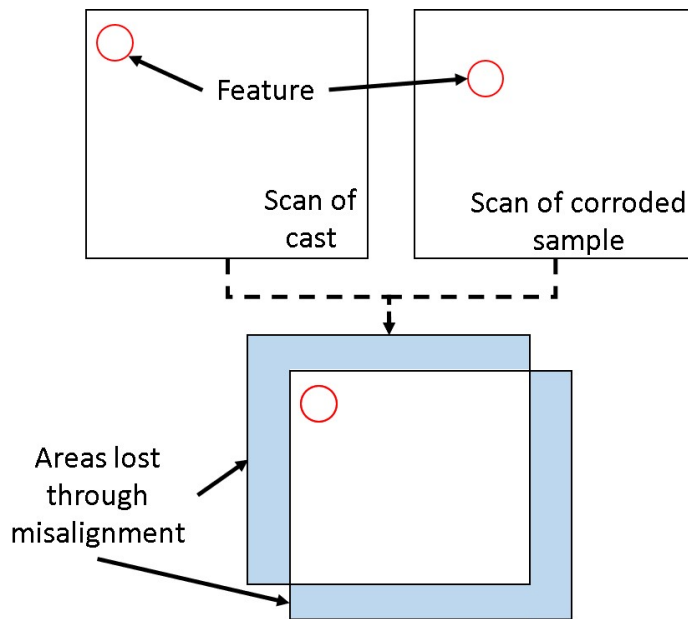 Feature
Scan of
cast
Scan of corroded
sample
Areas lost
through
misalignment